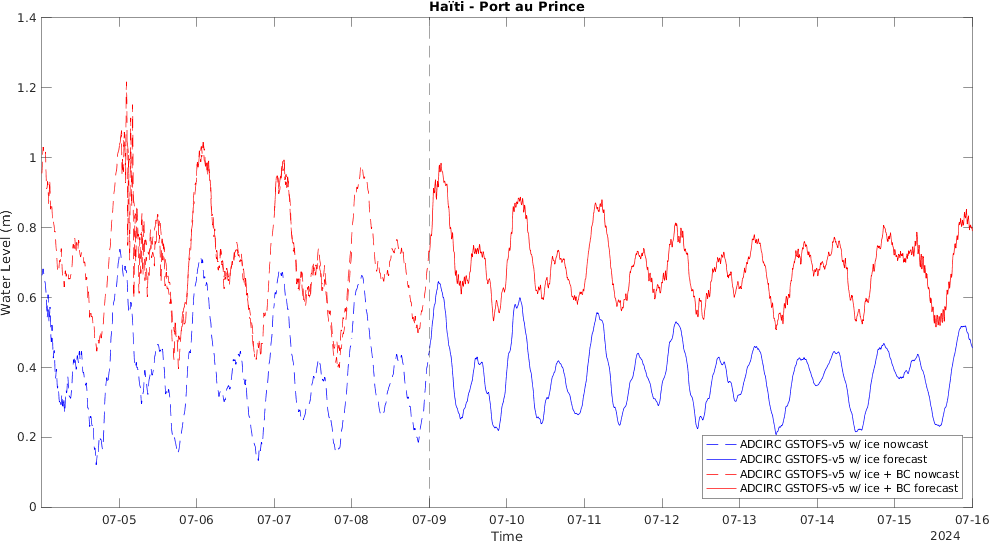 Haïti - Port au Prince
1.4
1.2
1
0.8
0.6
0.4
0.2
0
Water Level (m)
ADCIRC GSTOFS-v5 w/ ice nowcast
ADCIRC GSTOFS-v5 w/ ice forecast
ADCIRC GSTOFS-v5 w/ ice + BC nowcast
ADCIRC GSTOFS-v5 w/ ice + BC forecast
07-05 07-06 07-07 07-08 07-09 07-10 07-11 07-12 07-13 07-14 07-15 07-16
Time
2024